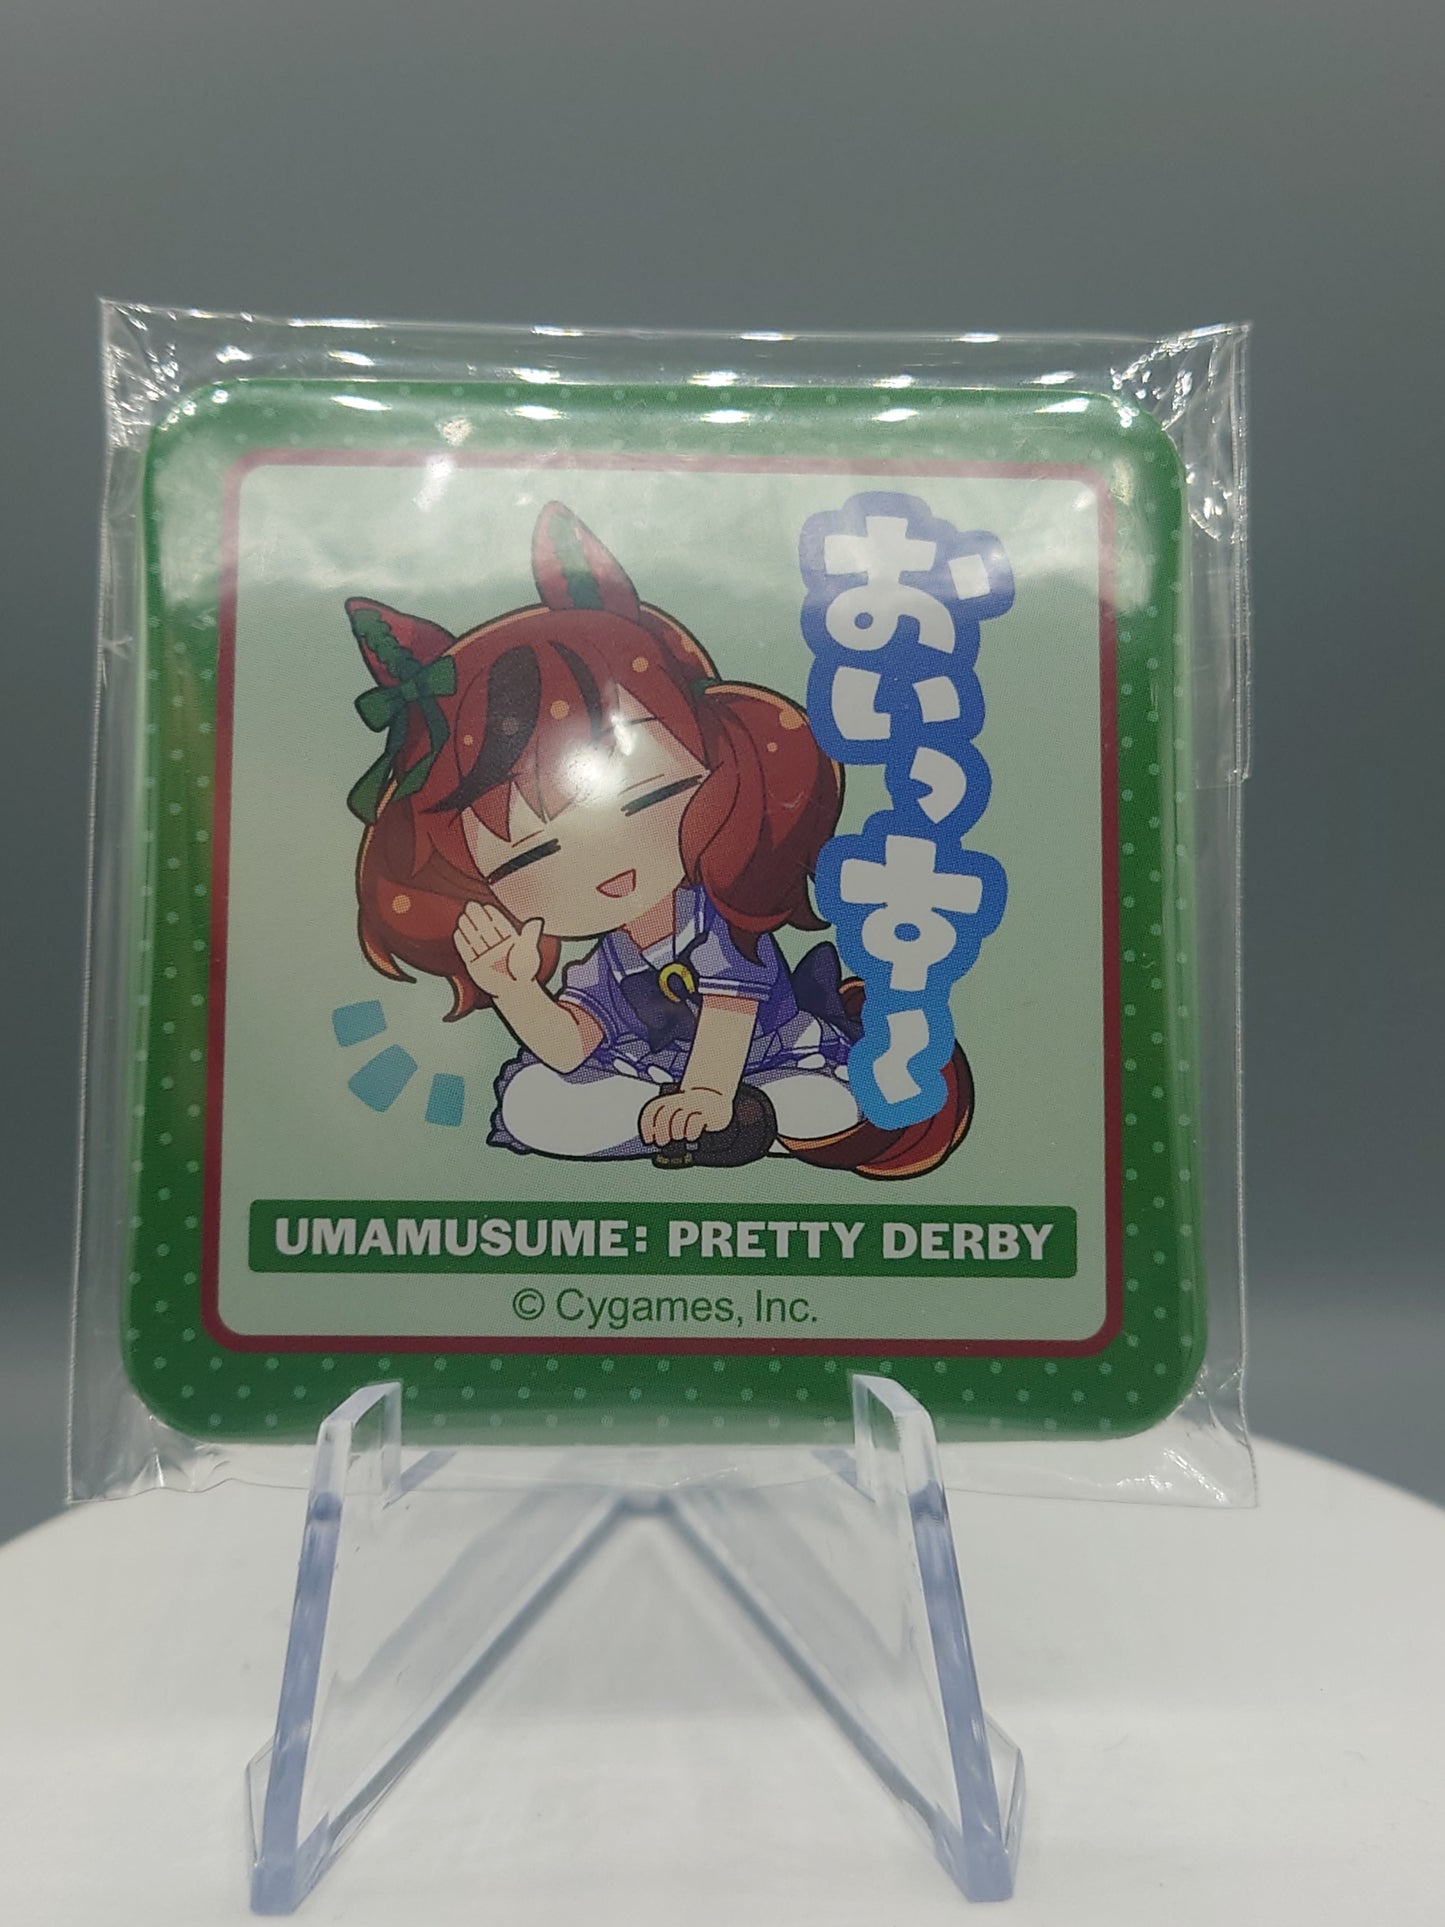 おいっすー
UMAMUSUME: PRETTY DERBY
© Cygames, Inc.